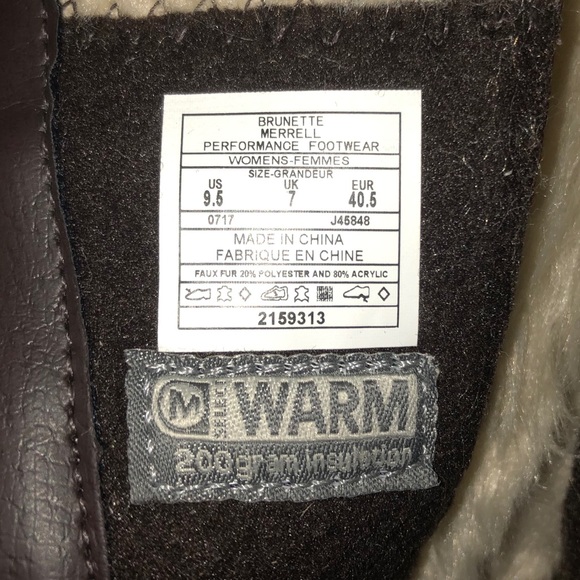 BRUNETTE
MERRELL
PERFORMANCE FOOTWEAR
WOMENS-FEMMES
SIZE-GRANDEUR
US UK EUR
9.5 7 40.5
0717 J45848
MADE IN CHINA
FABRIQUE EN CHINE
FAUX FUR 20% POLYESTER AND 80% ACRYLIC
2159313
M SELECT WARM
200 gram/insulation